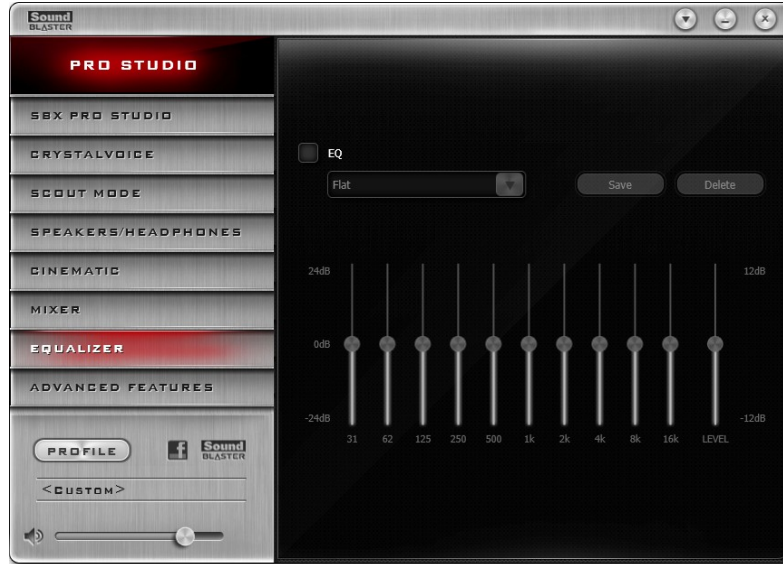 Sound
BLASTER
PRO STUDIO
SBX PRO STUDIO
CRYSTALVOICE
SCOUT MODE
SPEAKERS/HEADPHONES
CINEMATIC
MIXER
EQUALIZER
ADVANCED FEATURES
PROFILE
f
Sound
BLASTER
<CUSTOM>
EQ
Flat
Save
Delete
24dB
12dB
0dB
-24dB
-12dB
31 62 125 250 500 1k 2k 4k 8k 16k LEVEL